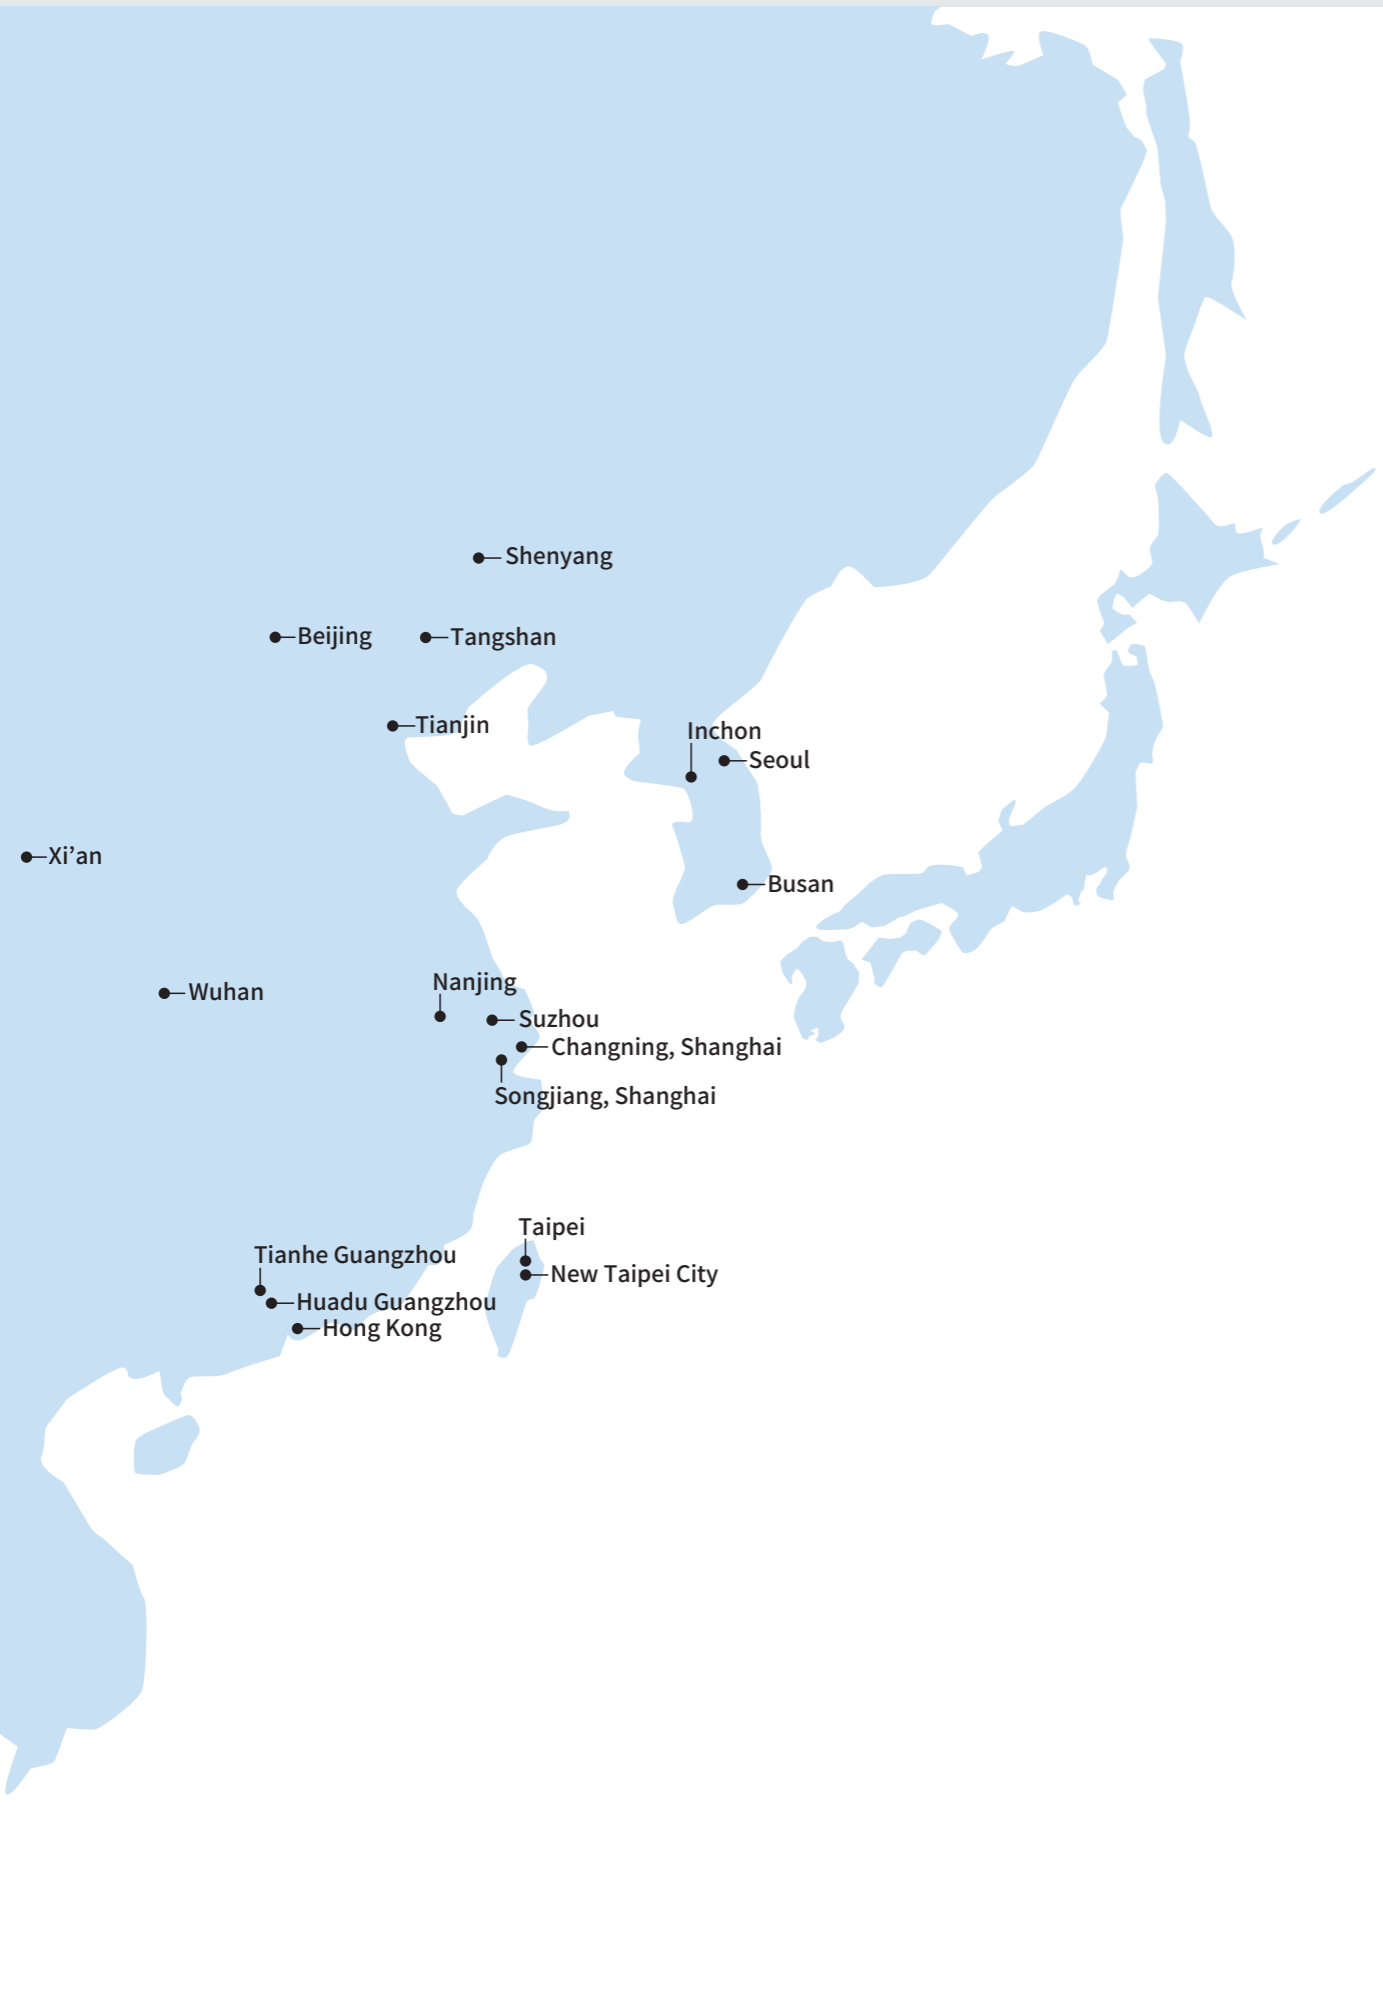 Shenyang
Beijing
Tangshan
Tianjin
Inchon
Seoul
Xi’an
Busan
Nanjing
Wuhan
Suzhou
Changning, Shanghai
Songjiang, Shanghai
Taipei
Tianhe Guangzhou
New Taipei City
Huadu Guangzhou
Hong Kong